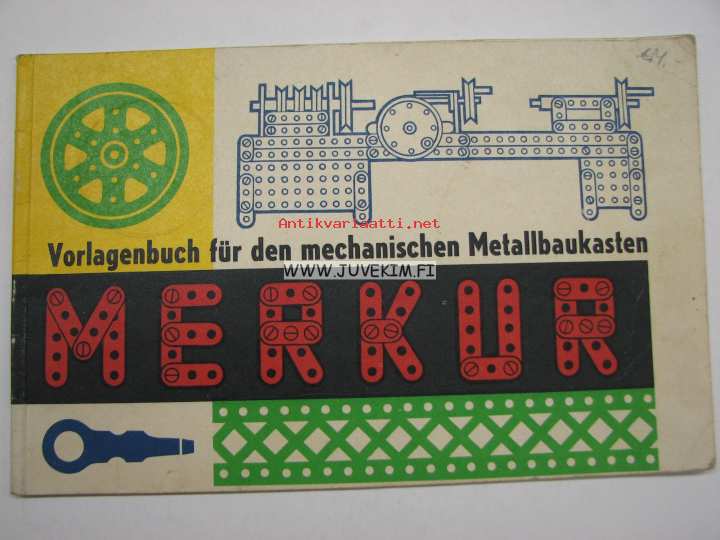 Antikvariaatti.net
Vorlagenbuch für den mechanischen Metallbaukasten
WWW.JUVEKIM.FI
MERKUR